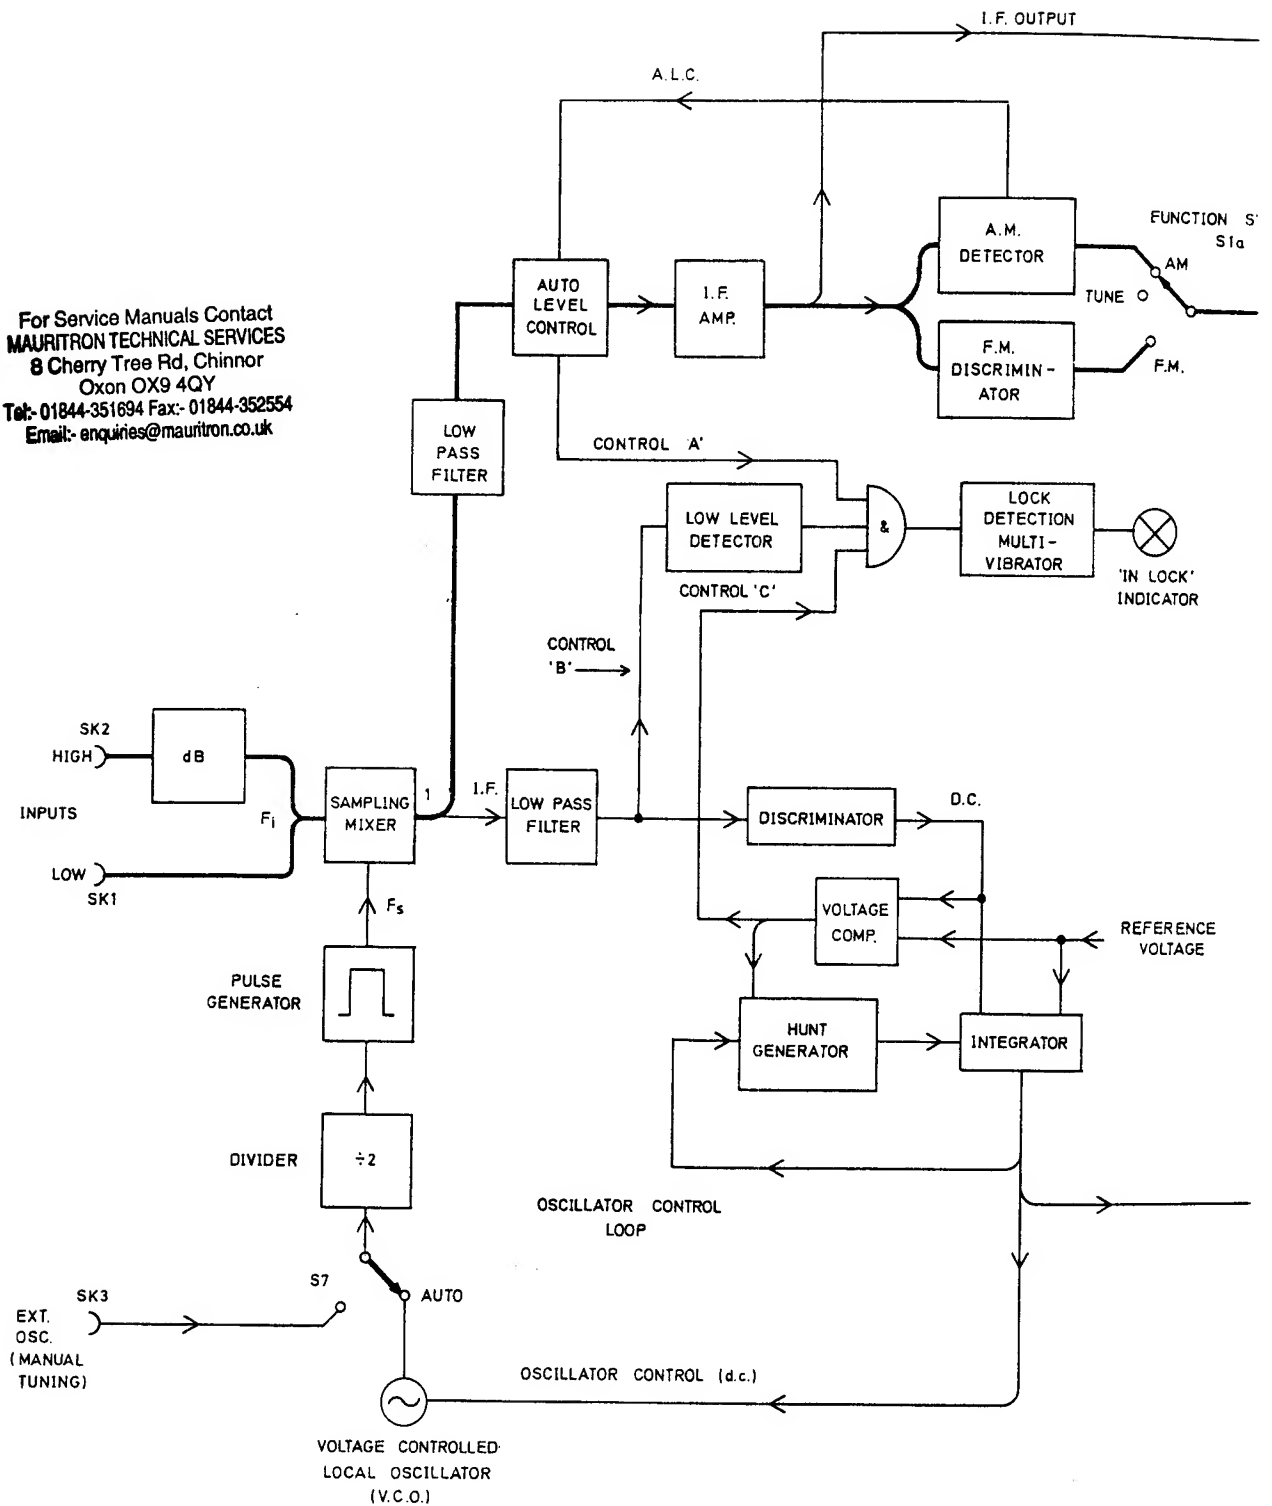 I.F. OUTPUT
A.L.C.
A.M.
DETECTOR
FUNCTION S'
S1a
AM
TUNE
F.M.
AUTO
LEVEL
CONTROL
I.F.
AMP.
F.M.
DISCRIMIN-
ATOR
For Service Manuals Contact
MAURITRON TECHNICAL SERVICES
8 Cherry Tree Rd, Chinnor
Oxon OX9 4QY
Tel:- 01844-351694 Fax:- 01844-352554
Email:- enquiries@mauritron.co.uk
LOW
PASS
FILTER
CONTROL 'A'
LOW LEVEL
DETECTOR
&
LOCK
DETECTION
MULTI-
VIBRATOR
'IN LOCK'
INDICATOR
CONTROL 'C'
CONTROL
'B'
SK2
HIGH
dB
INPUTS
Fi
LOW
SK1
SAMPLING
MIXER
1
I.F.
LOW PASS
FILTER
DISCRIMINATOR
D.C.
Fs
VOLTAGE
COMP.
REFERENCE
VOLTAGE
PULSE
GENERATOR
HUNT
GENERATOR
INTEGRATOR
DIVIDER
÷2
OSCILLATOR CONTROL
LOOP
S7
AUTO
SK3
EXT.
OSC.
(MANUAL
TUNING)
OSCILLATOR CONTROL (d.c.)
VOLTAGE CONTROLLED
LOCAL OSCILLATOR
(V.C.O.)